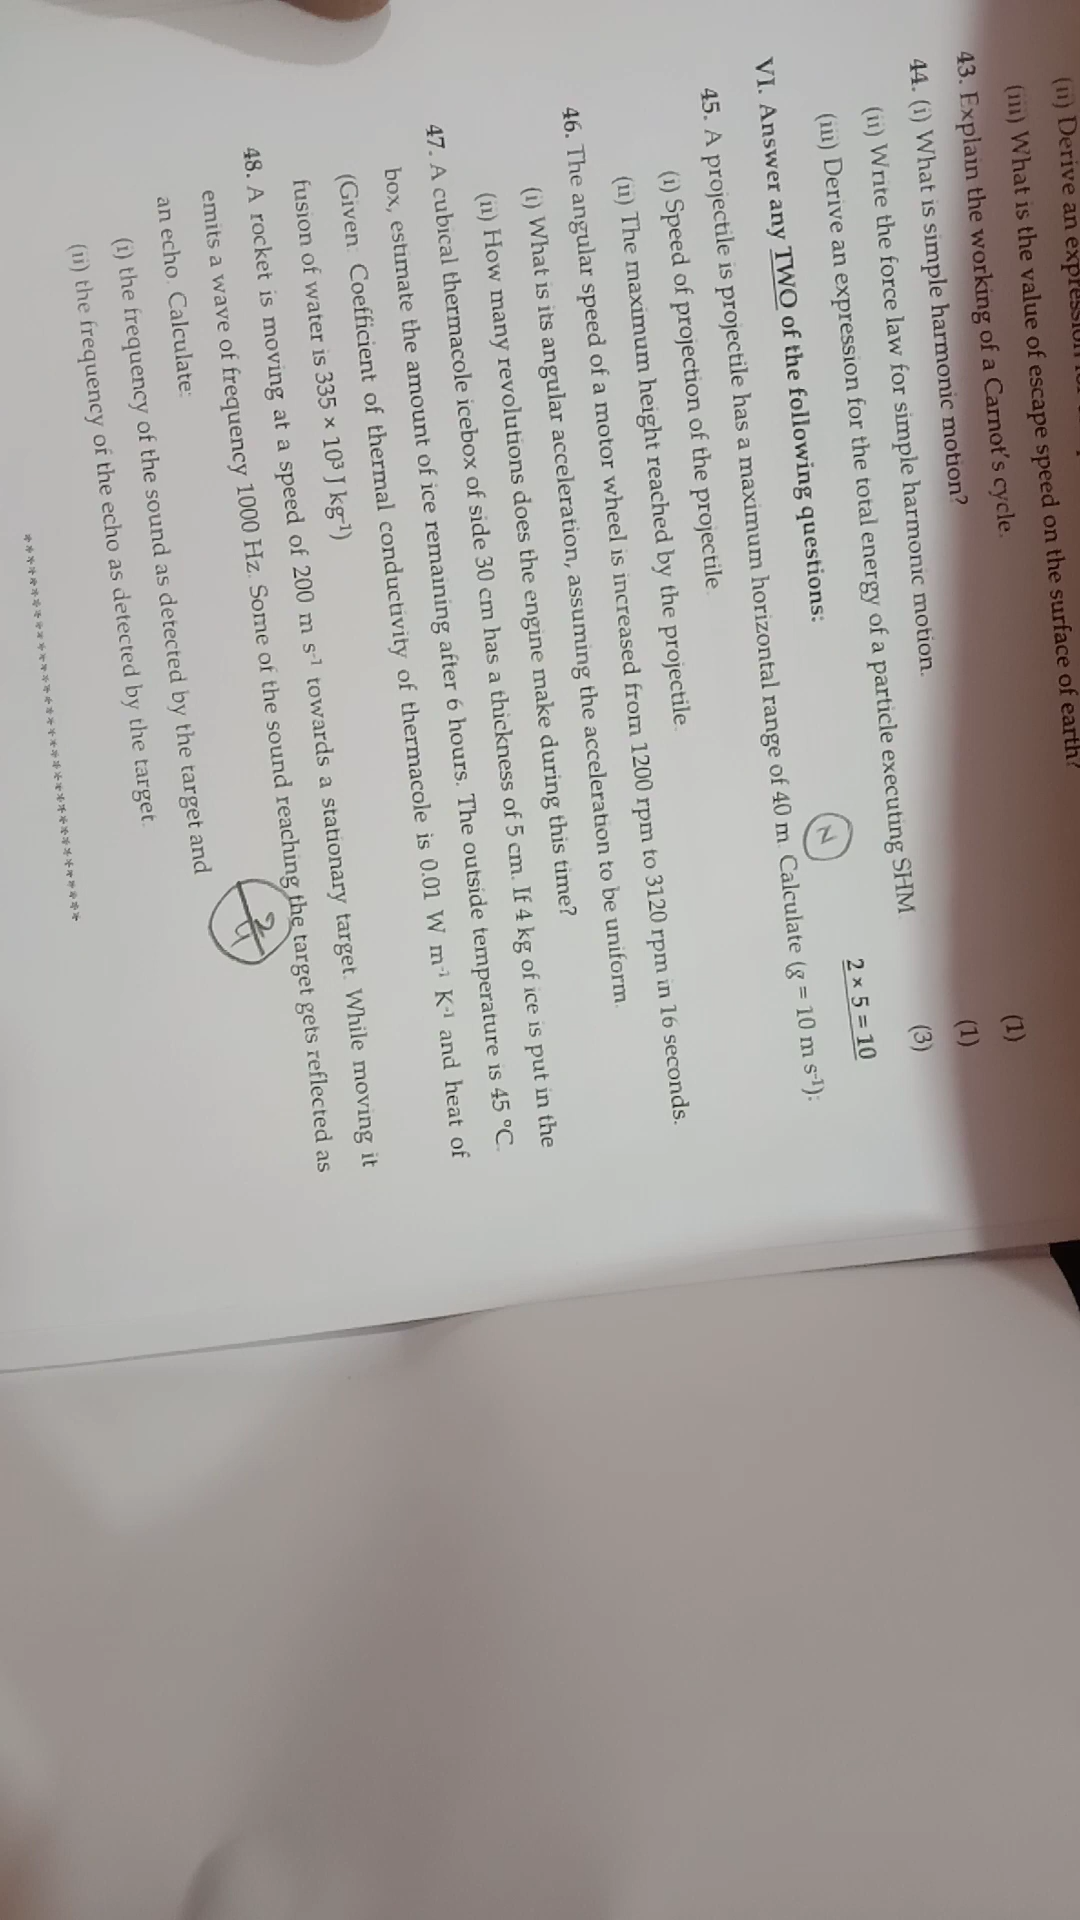 (ii) Derive an expression
(iii) What is the value of escape speed on the surface of earth?
43. Explain the working of a Carnot's cycle. (1)
44. (i) What is simple harmonic motion? (1)
(ii) Write the force law for simple harmonic motion. (3)
(iii) Derive an expression for the total energy of a particle executing SHM
VI. Answer any TWO of the following questions: 2 × 5 = 10
N
45. A projectile is projectile has a maximum horizontal range of 40 m. Calculate (g = 10 m s-1):
(i) Speed of projection of the projectile.
(ii) The maximum height reached by the projectile.
46. The angular speed of a motor wheel is increased from 1200 rpm to 3120 rpm in 16 seconds.
(i) What is its angular acceleration, assuming the acceleration to be uniform.
(ii) How many revolutions does the engine make during this time?
47. A cubical thermacole icebox of side 30 cm has a thickness of 5 cm. If 4 kg of ice is put in the
box, estimate the amount of ice remaining after 6 hours. The outside temperature is 45 °C.
(Given: Coefficient of thermal conductivity of thermacole is 0.01 W m-1 K-1 and heat of
fusion of water is 335 × 10³ J kg-1)
48. A rocket is moving at a speed of 200 m s-1 towards a stationary target. While moving it
emits a wave of frequency 1000 Hz. Some of the sound reaching the target gets reflected as
an echo. Calculate:
(i) the frequency of the sound as detected by the target and
(ii) the frequency of the echo as detected by the target.